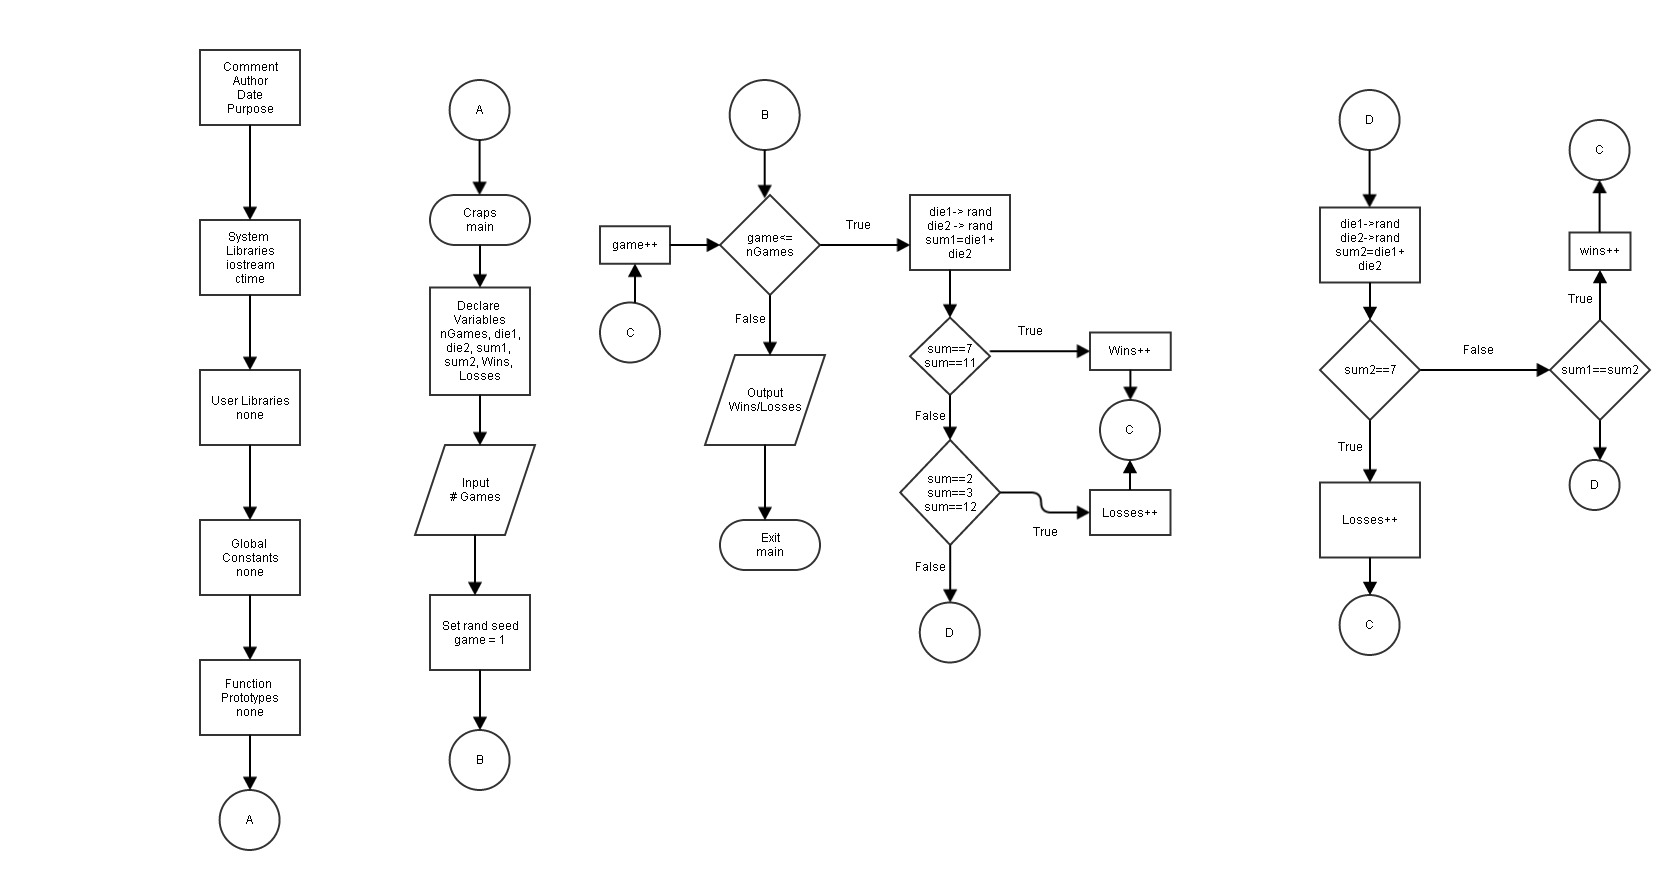 Comment
Author
Date
Purpose
System
Libraries
iostream
ctime
User Libraries
none
Global
Constants
none
Function
Prototypes
none
A
A
Craps
main
Declare
Variables
nGames, die1,
die2, sum1,
sum2, Wins,
Losses
Input
# Games
Set rand seed
game = 1
B
B
game++
C
game<=
nGames
True
False
Output
Wins/Losses
Exit
main
die1-> rand
die2 -> rand
sum1=die1+
die2
sum==7
sum==11
True
Wins++
C
False
sum==2
sum==3
sum==12
True
Losses++
False
D
D
die1->rand
die2->rand
sum2=die1+
die2
sum2==7
False
True
Losses++
C
C
wins++
True
sum1==sum2
D